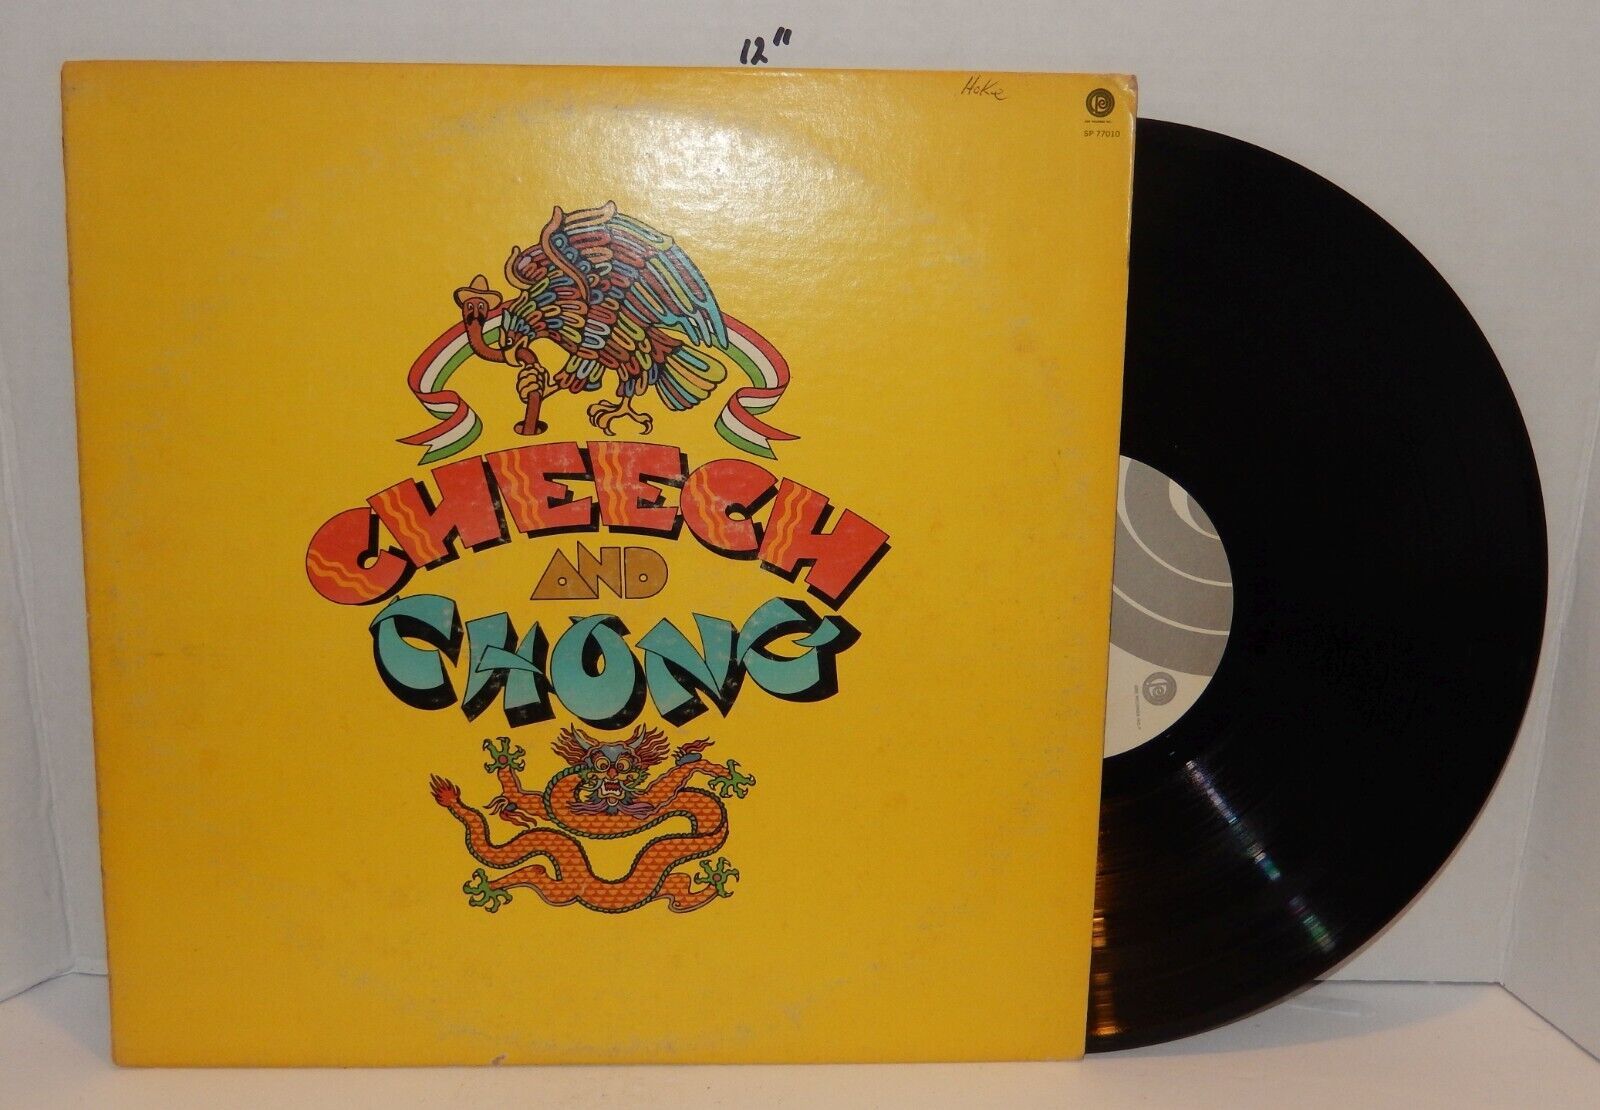 12"
Hoke
SP 77010
CHEECH
AND
CHONG